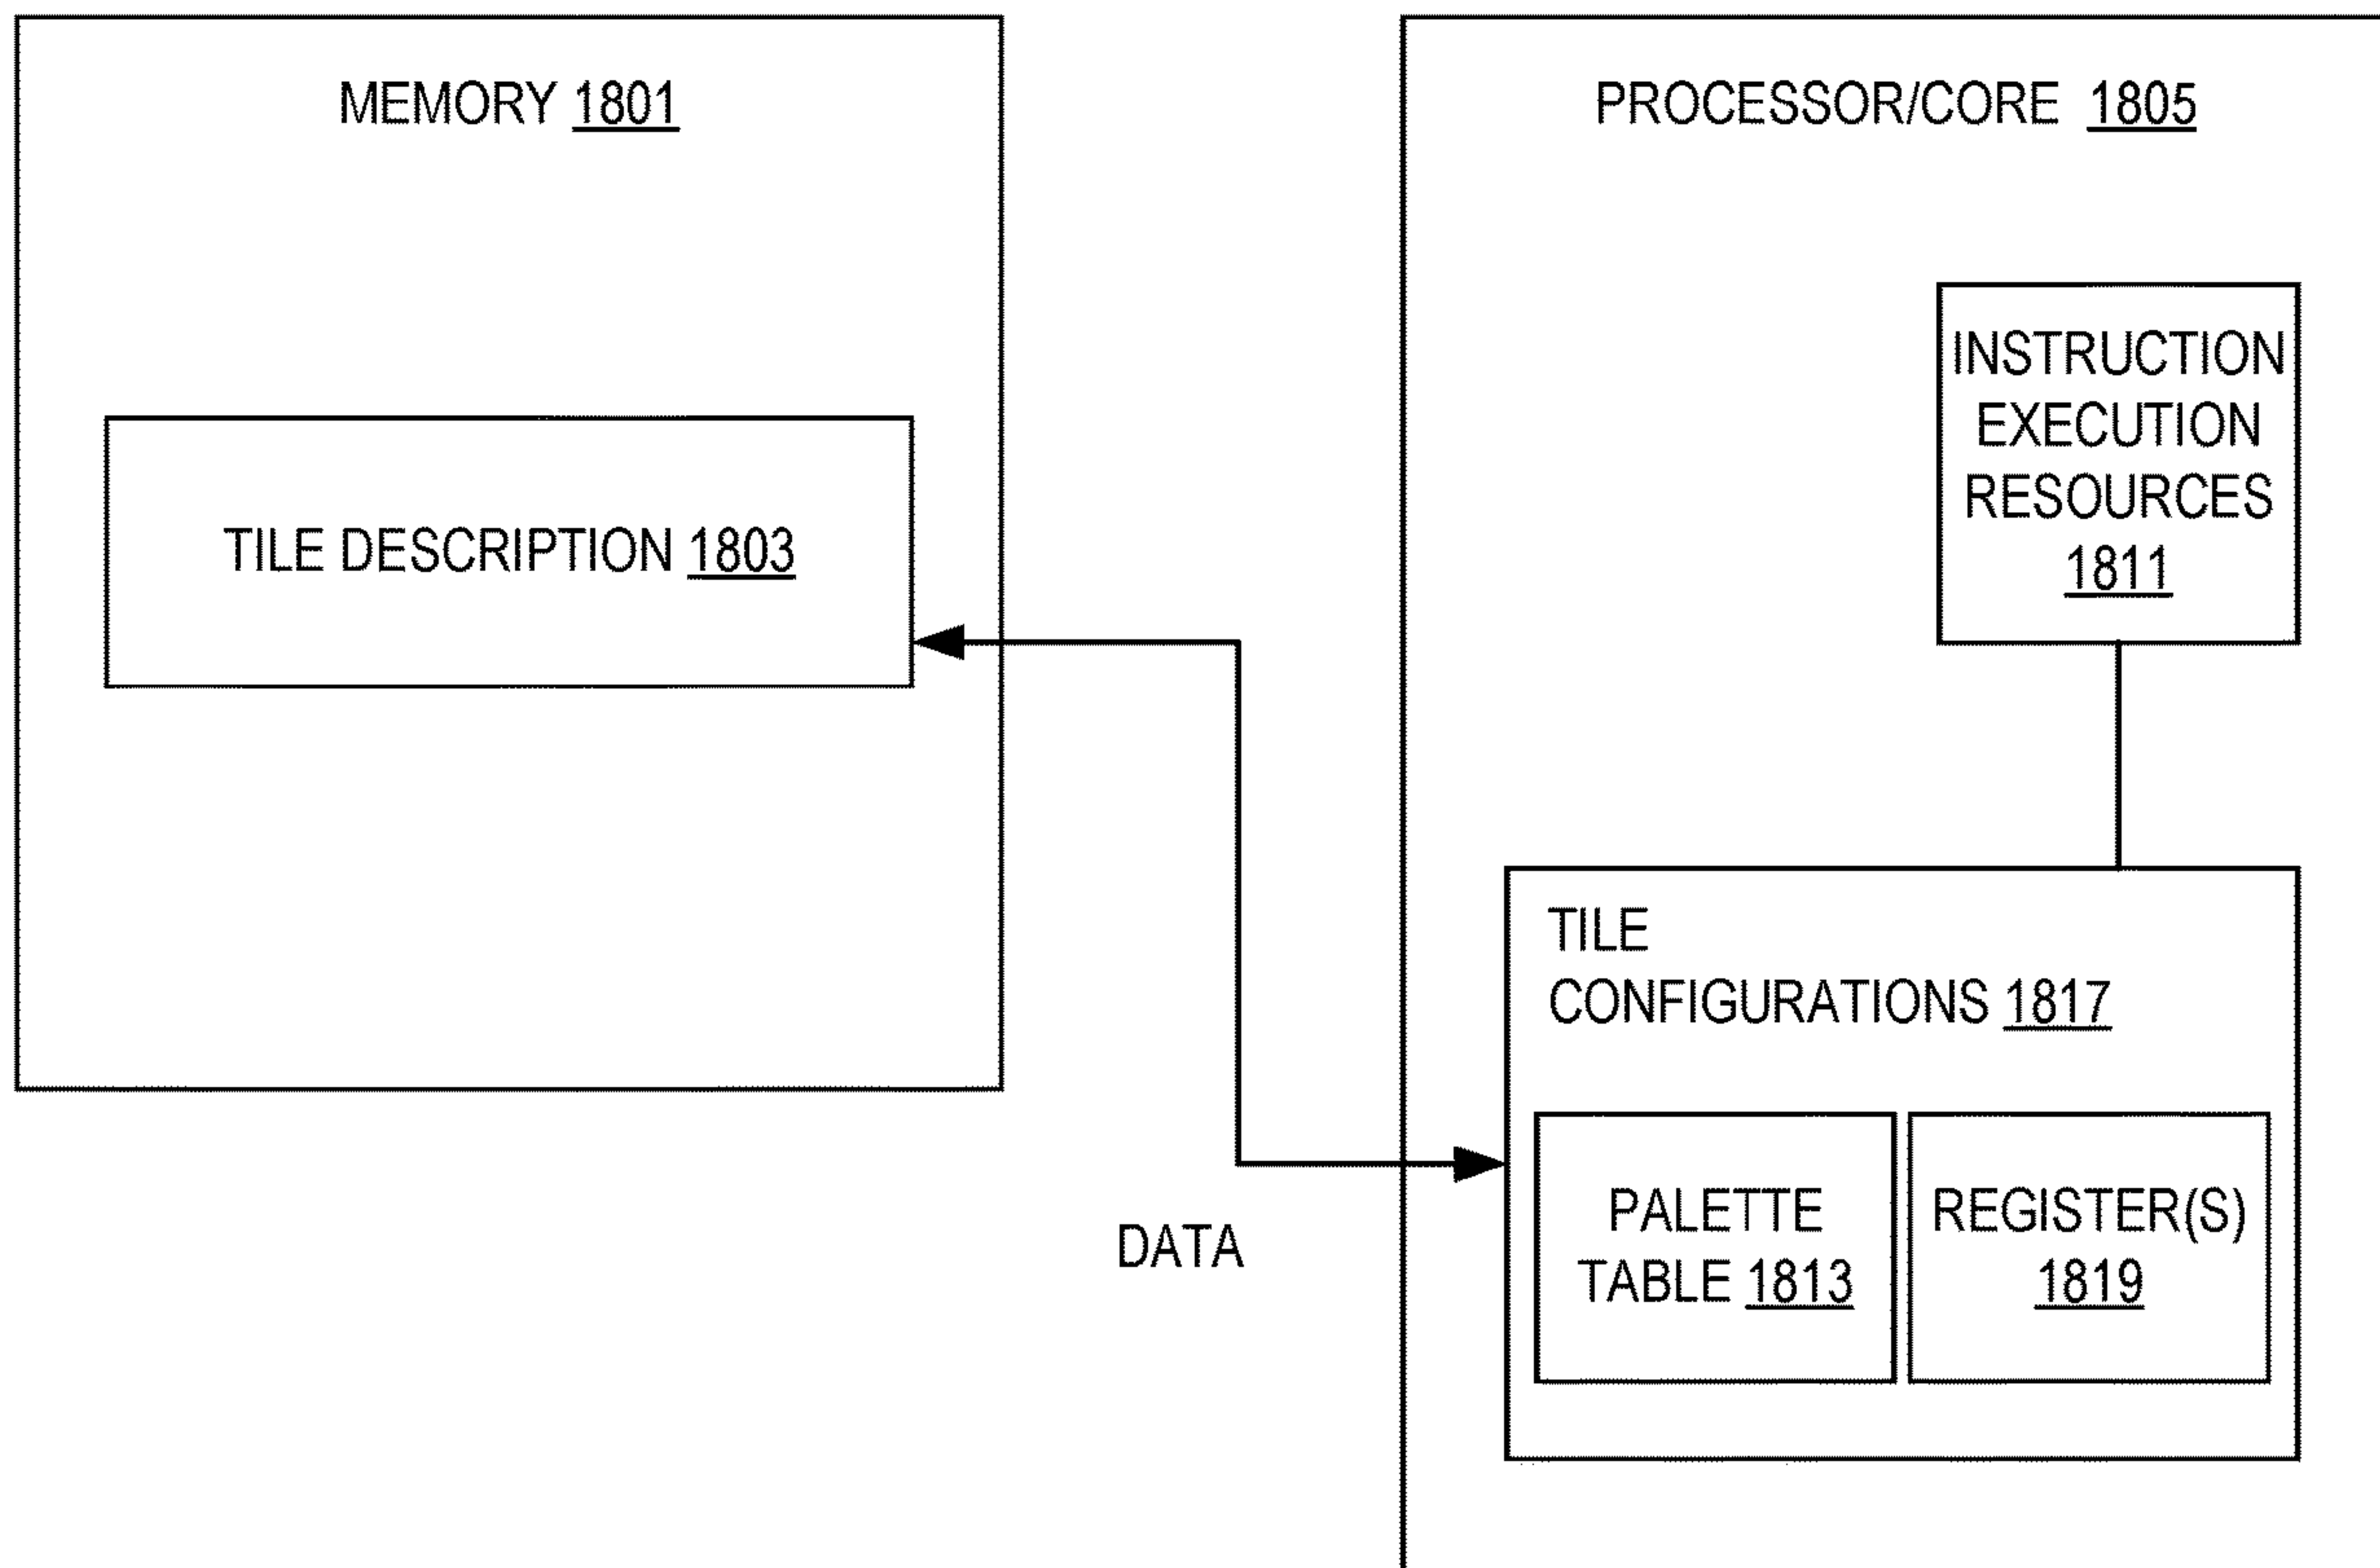 MEMORY 1801
TILE DESCRIPTION 1803
PROCESSOR/CORE 1805
INSTRUCTION
EXECUTION
RESOURCES
1811
TILE
CONFIGURATIONS 1817
PALETTE
TABLE 1813
REGISTER(S)
1819
DATA